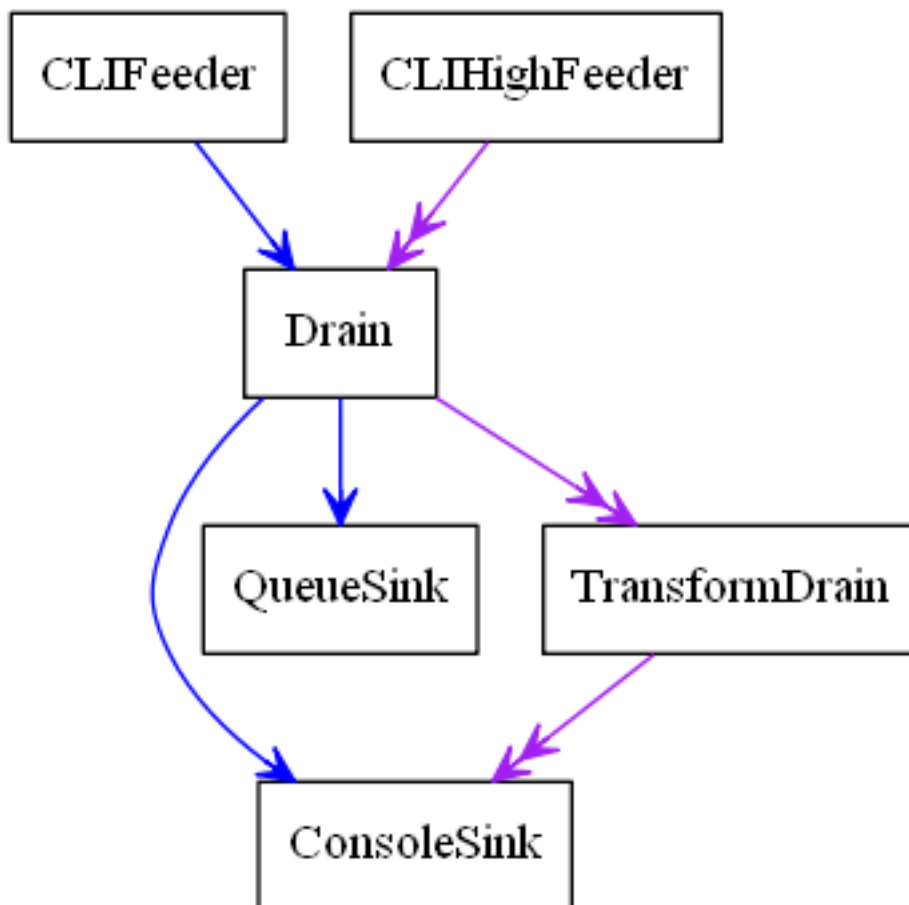 CLIFeeder
CLIHighFeeder
Drain
QueueSink
TransformDrain
ConsoleSink